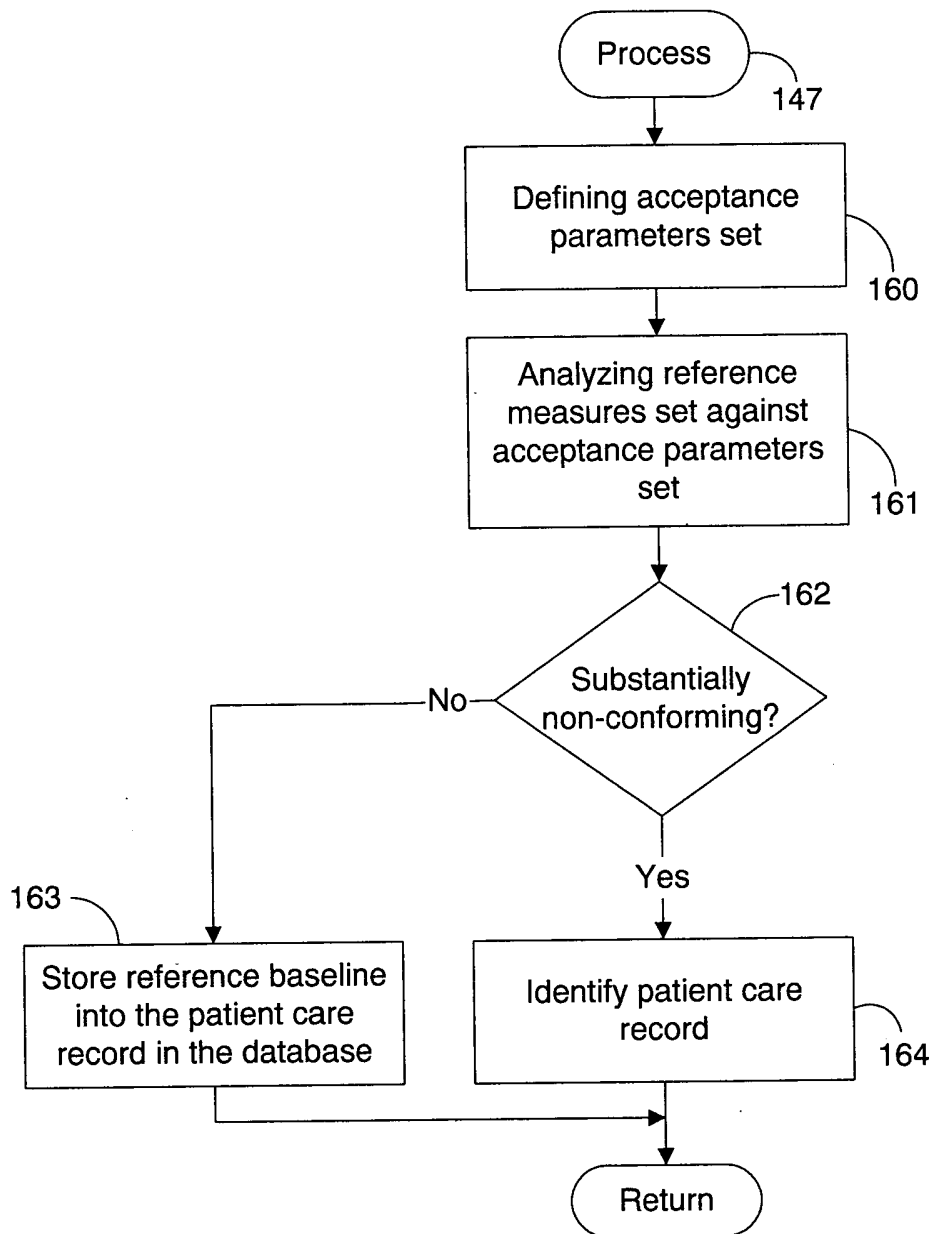 Process
147
Defining acceptance
parameters set
160
Analyzing reference
measures set against
acceptance parameters
set
161
162
Substantially
non-conforming?
No
Yes
163
Store reference baseline
into the patient care
record in the database
Identify patient care
record
164
Return